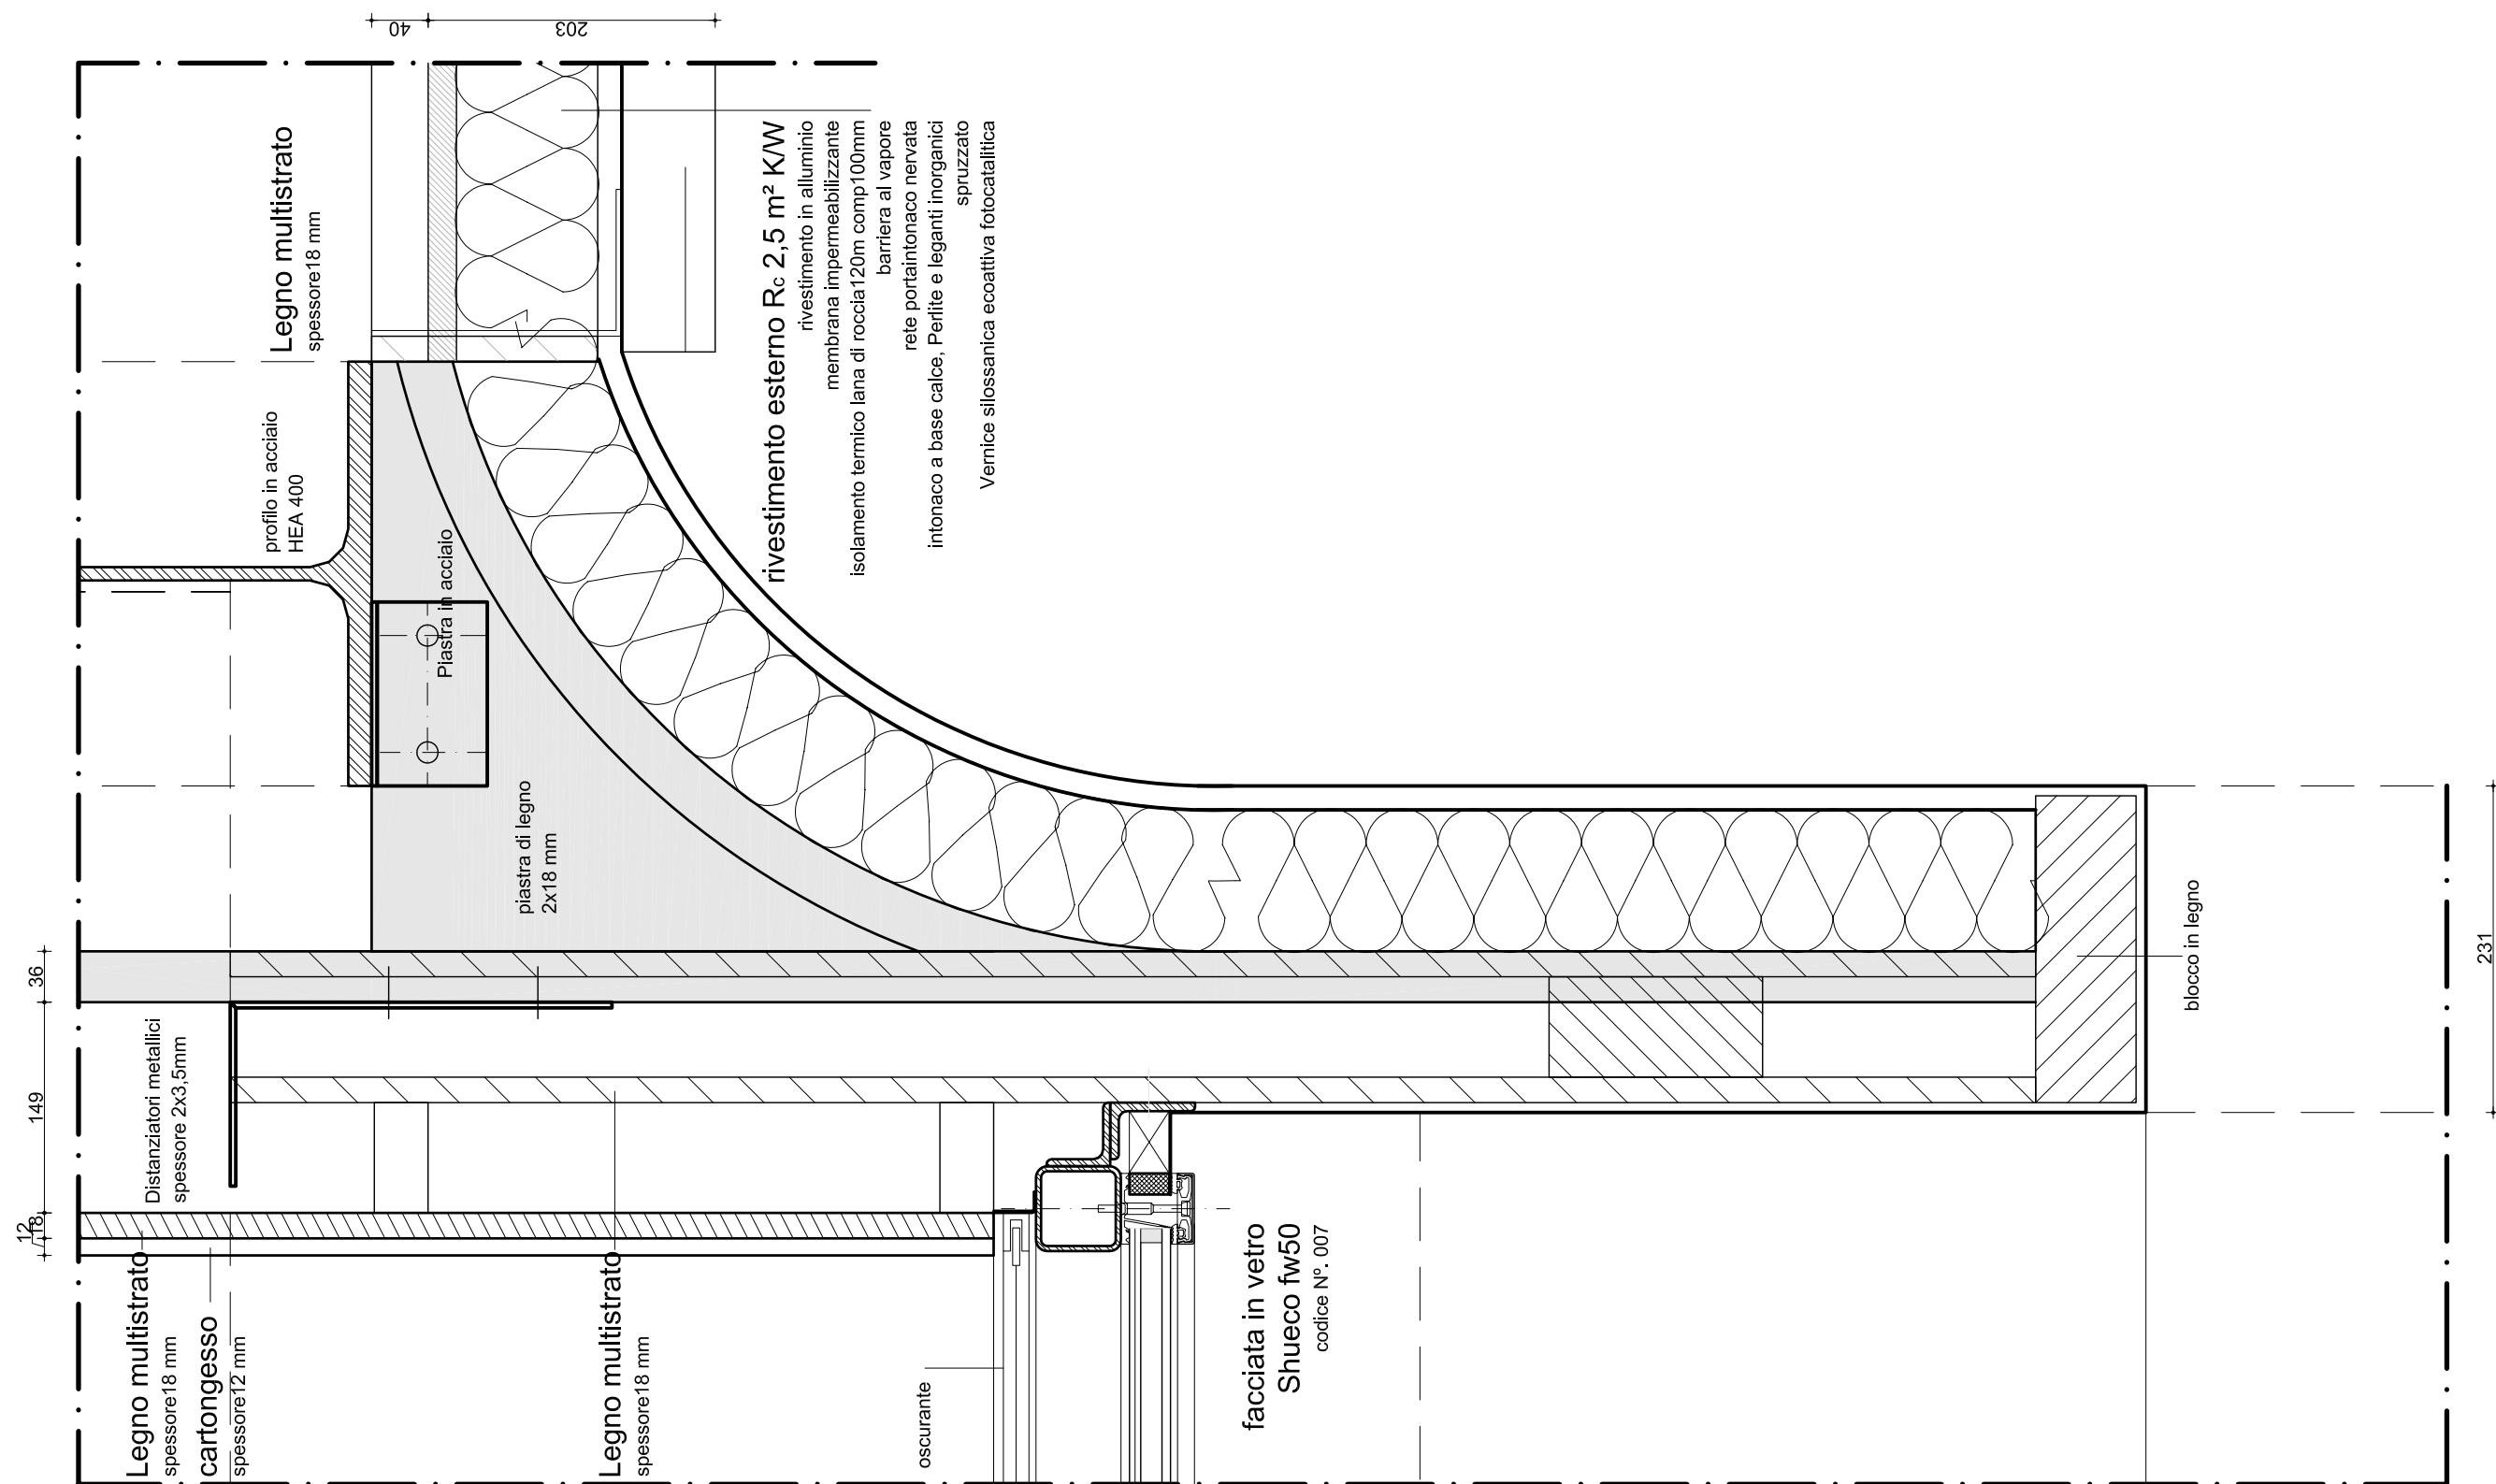 40
203
Legno multistrato
spessore18 mm
profilo in acciaio
HEA 400
Piastra in acciaio
piastra di legno
2x18 mm
rivestimento esterno Rc 2,5 m² K/W
rivestimento in alluminio
membrana impermeabilizzante
isolamento termico lana di roccia120m comp100mm
barriera al vapore
rete portaintonaco nervata
intonaco a base calce, Perlite e leganti inorganici
spruzzato
Vernice silossanica ecoattiva fotocatalitica
36
149
18
12
Distanziatori metallici
spessore 2x3,5mm
Legno multistrato
spessore18 mm
cartongesso
spessore12 mm
Legno multistrato
spessore18 mm
oscurante
facciata in vetro
Shueco fw50
codice Nº. 007
blocco in legno
231